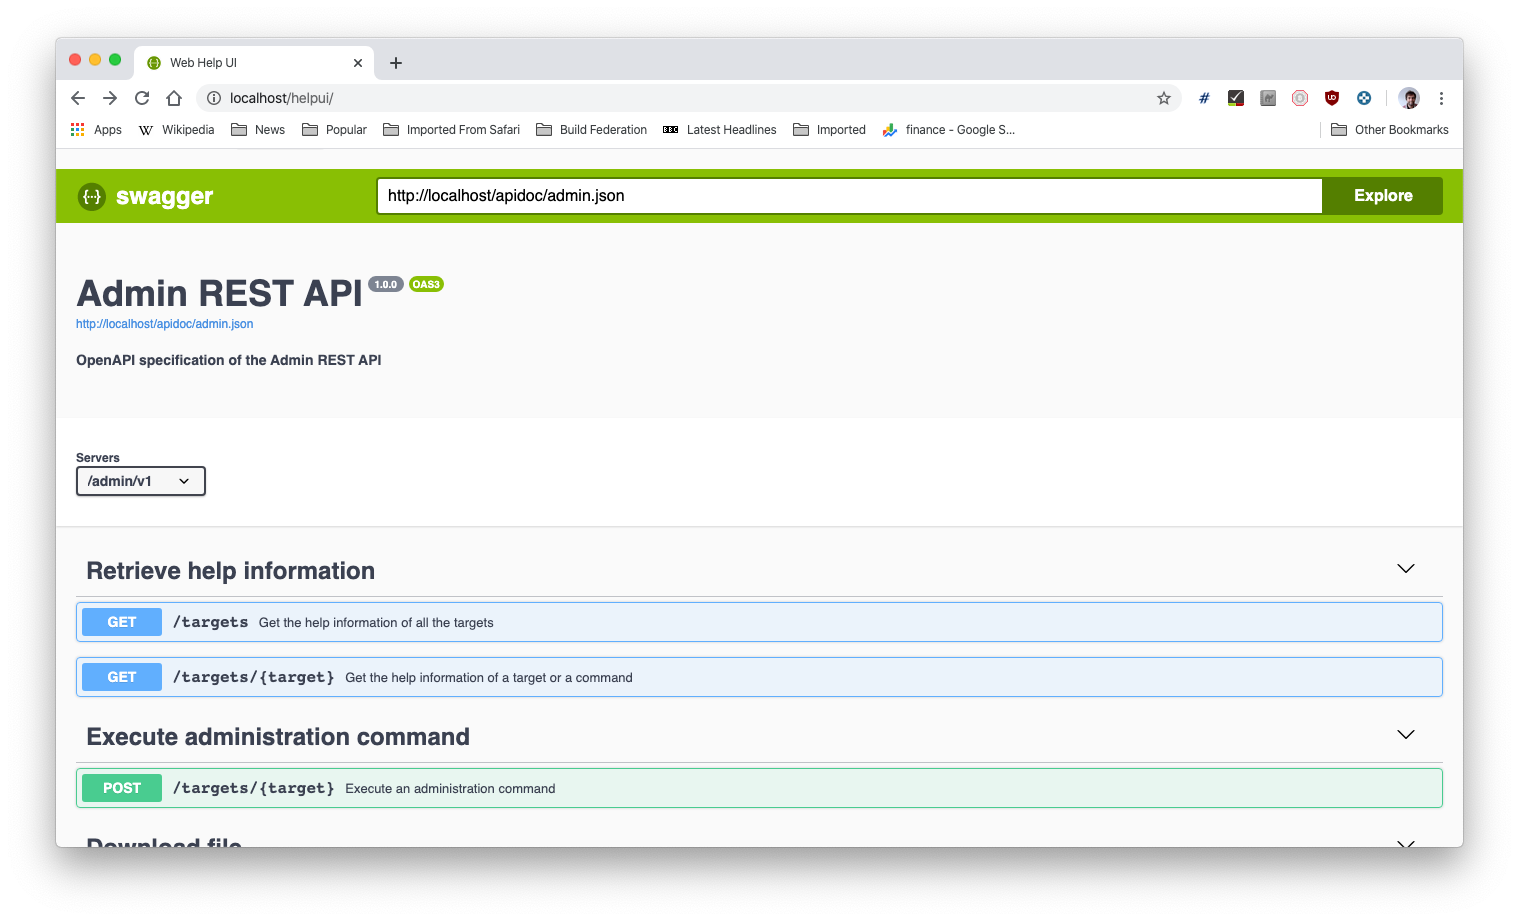 Web Help UI
localhost/helpui/
Apps Wikipedia News Popular Imported From Safari Build Federation Latest Headlines Imported finance - Google S... Other Bookmarks
swagger http://localhost/apidoc/admin.json Explore
Admin REST API 1.0.0 OAS3
http://localhost/apidoc/admin.json
OpenAPI specification of the Admin REST API
Servers
/admin/v1
Retrieve help information
GET /targets Get the help information of all the targets
GET /targets/{target} Get the help information of a target or a command
Execute administration command
POST /targets/{target} Execute an administration command
Download file